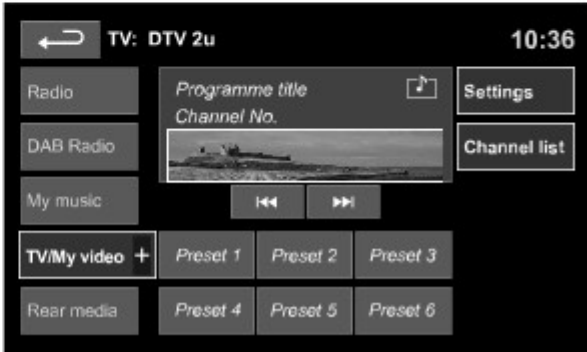 TV: DTV 2u 10:36
Radio
Programme title
Channel No.
Settings
DAB Radio
Channel list
My music
TV/My video +
Preset 1 Preset 2 Preset 3
Rear media
Preset 4 Preset 5 Preset 6